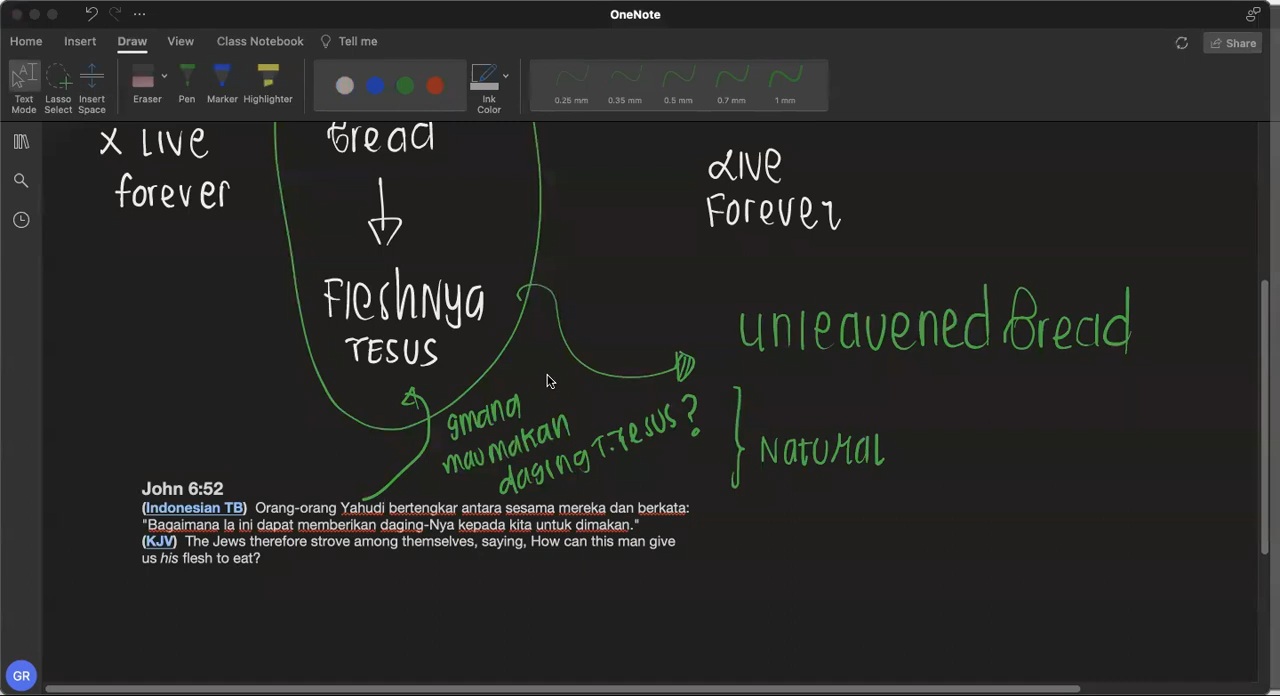 OneNote
Home Insert Draw View Class Notebook Tell me
Share
Text Mode
Lasso Select
Insert Space
Eraser
Pen
Marker
Highlighter
Ink Color
0.25 mm
0.35 mm
0.5 mm
0.7 mm
1 mm
X Live
forever
Bread
Live
Forever
FleshNya
TESUS
unleavened Bread
gmana
mau makan
daging T.Yesus?
Natural
John 6:52
(Indonesian TB) Orang-orang Yahudi bertengkar antara sesama mereka dan berkata:
"Bagaimana Ia ini dapat memberikan daging-Nya kepada kita untuk dimakan."
(KJV) The Jews therefore strove among themselves, saying, How can this man give
us his flesh to eat?
GR